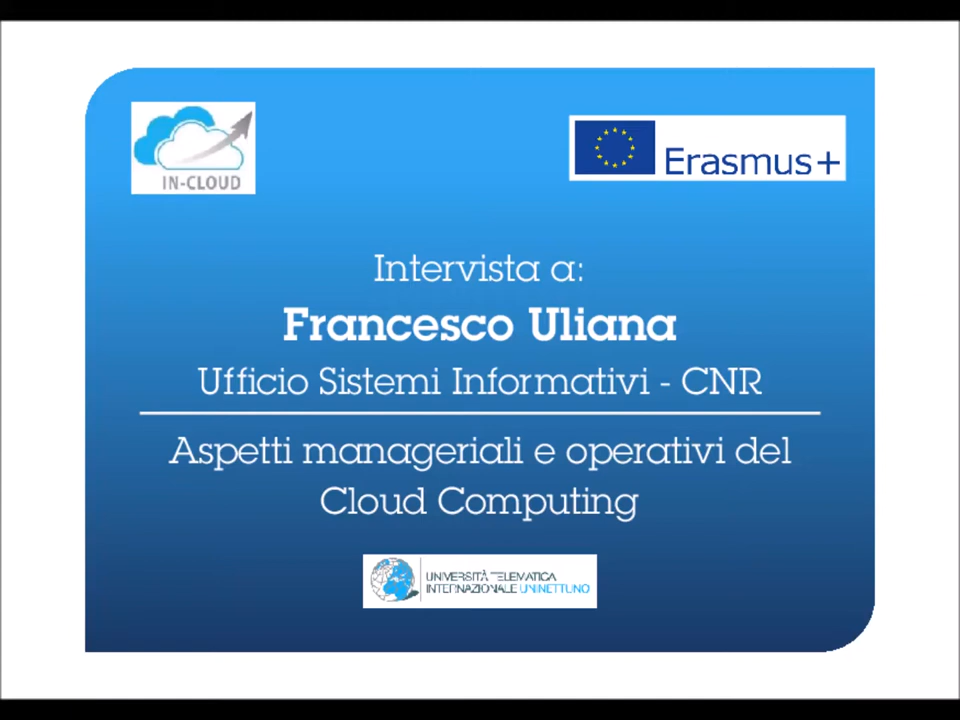 IN-CLOUD
Erasmus+
Intervista a:
Francesco Uliana
Ufficio Sistemi Informativi - CNR
Aspetti manageriali e operativi del
Cloud Computing
UNIVERSITÀ TELEMATICA
INTERNAZIONALE UNINETTUNO